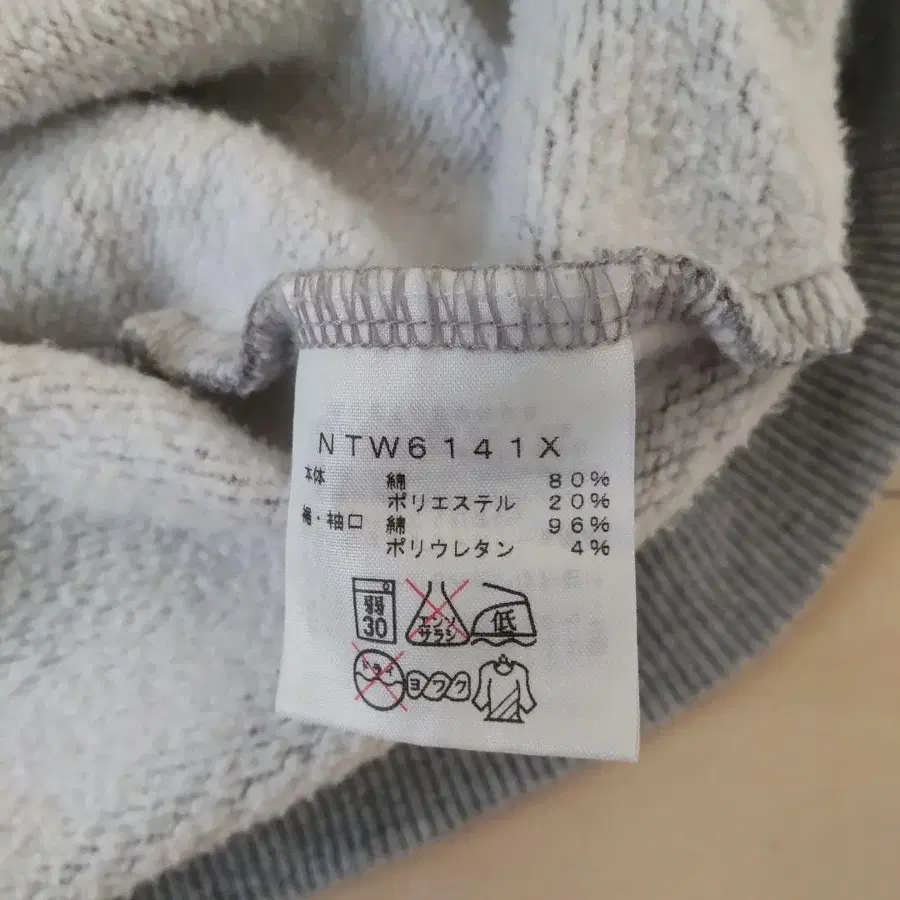 NTW6141X
本体 綿 80%
ポリエステル 20%
裾・袖口 綿 96%
ポリウレタン 4%
弱 30 エンソ サラシ 低
ドライ ヨワク